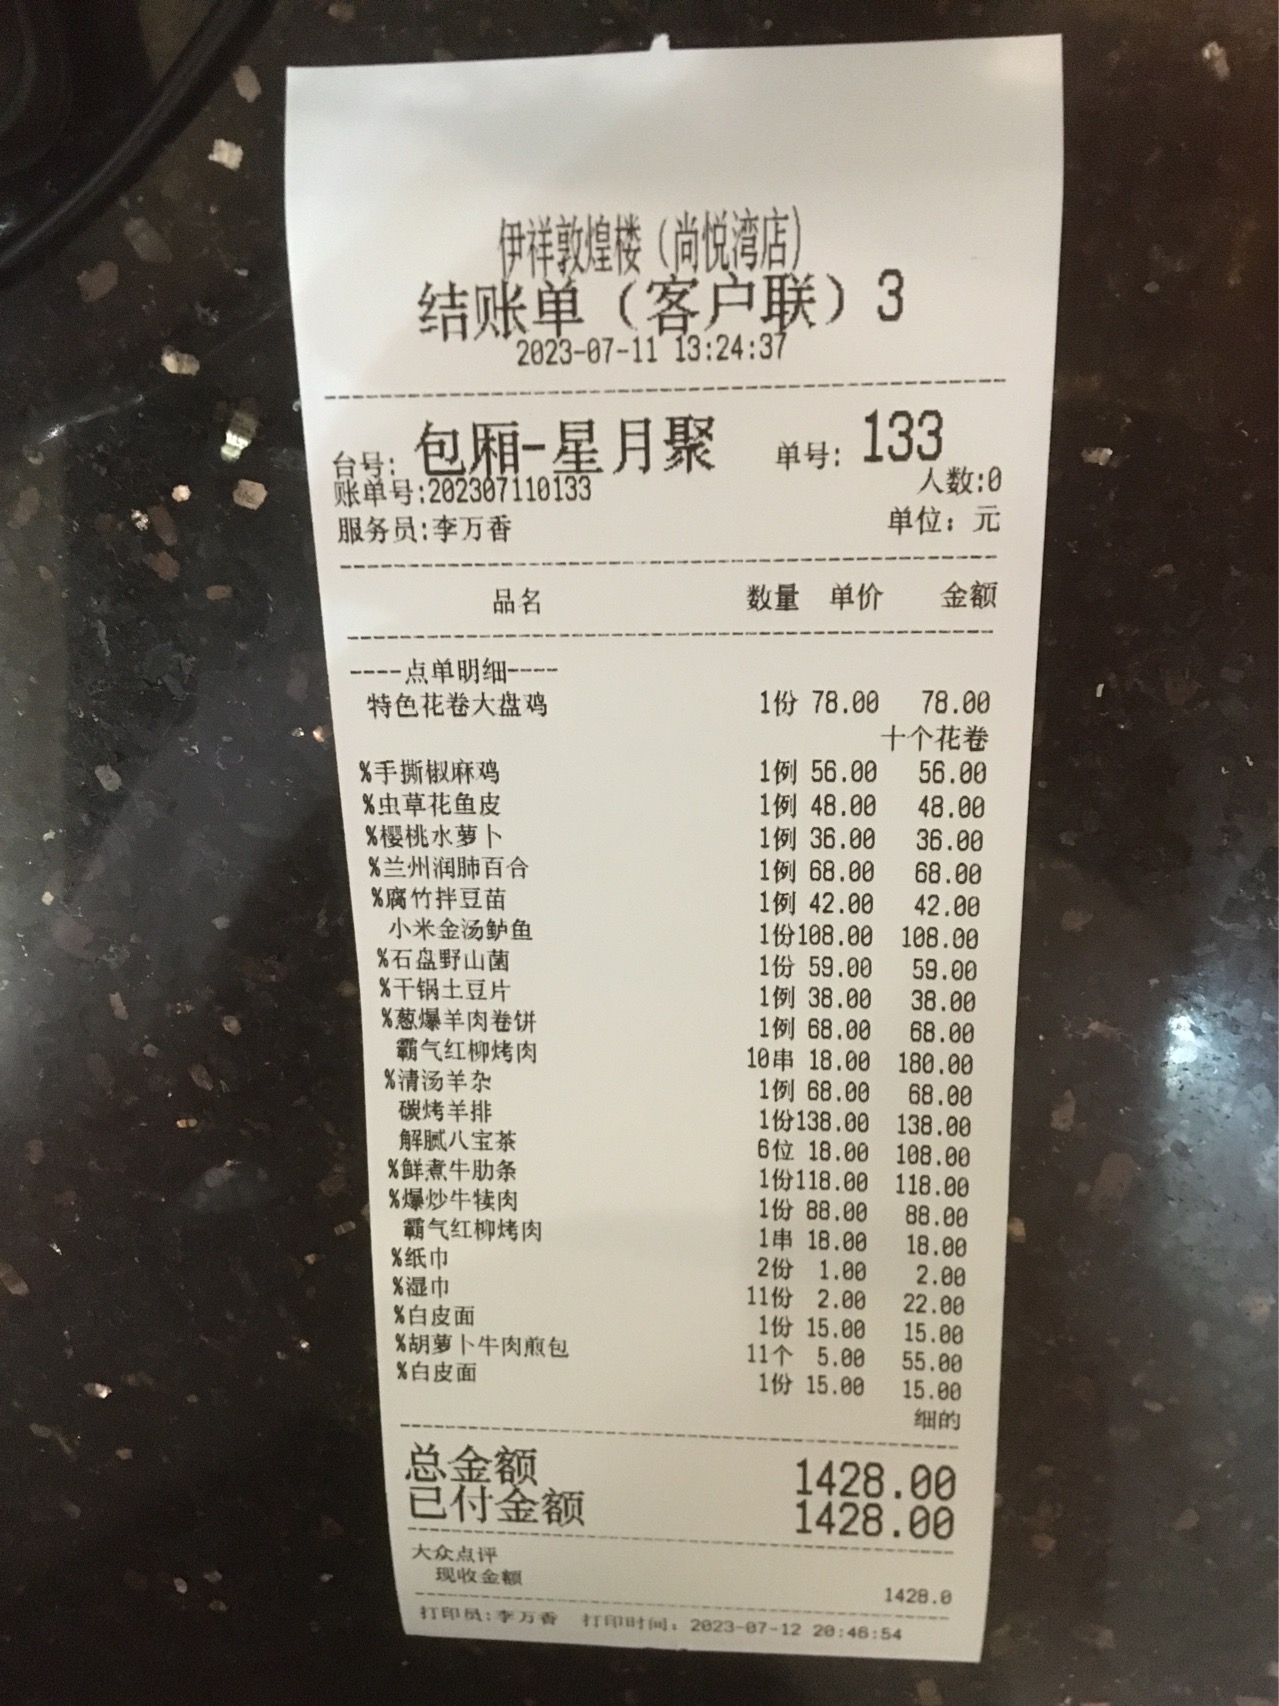 伊祥敦煌楼（尚悦湾店）
结账单（客户联）3
2023-07-11 13:24:37
台号: 包厢-星月聚 单号: 133
账单号:202307110133 人数:0
服务员:李万香 单位: 元
品名 数量 单价 金额
----点单明细----
特色花卷大盘鸡 1份 78.00 78.00
十个花卷
%手撕椒麻鸡 1例 56.00 56.00
%虫草花鱼皮 1例 48.00 48.00
%樱桃水萝卜 1例 36.00 36.00
%兰州润肺百合 1例 68.00 68.00
%腐竹拌豆苗 1例 42.00 42.00
小米金汤鲈鱼 1份108.00 108.00
%石盘野山菌 1份 59.00 59.00
%干锅土豆片 1例 38.00 38.00
%葱爆羊肉卷饼 1例 68.00 68.00
霸气红柳烤肉 10串 18.00 180.00
%清汤羊杂 1例 68.00 68.00
碳烤羊排 1份138.00 138.00
解腻八宝茶 6位 18.00 108.00
%鲜煮牛肋条 1份118.00 118.00
%爆炒牛犊肉 1份 88.00 88.00
霸气红柳烤肉 1串 18.00 18.00
%纸巾 2份 1.00 2.00
%湿巾 11份 2.00 22.00
%白皮面 1份 15.00 15.00
%胡萝卜牛肉煎包 11个 5.00 55.00
%白皮面 1份 15.00 15.00
细的
总金额 1428.00
已付金额 1428.00
大众点评
现收金额 1428.0
打印员:李万香 打印时间: 2023-07-12 20:46:54